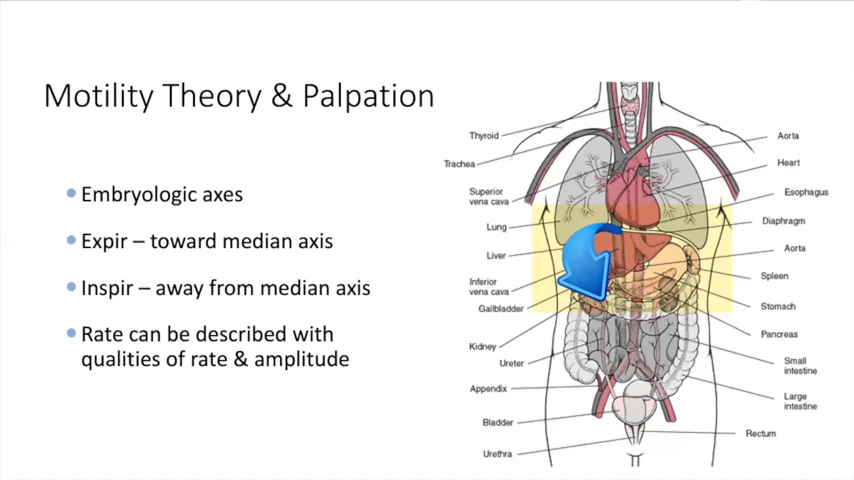 Motility Theory & Palpation
Embryologic axes
Expir – toward median axis
Inspir – away from median axis
Rate can be described with
qualities of rate & amplitude
Thyroid
Trachea
Superior
vena cava
Lung
Liver
Inferior
vena cava
Gallbladder
Kidney
Ureter
Appendix
Bladder
Urethra
Aorta
Heart
Esophagus
Diaphragm
Aorta
Spleen
Stomach
Pancreas
Small
intestine
Large
intestine
Rectum